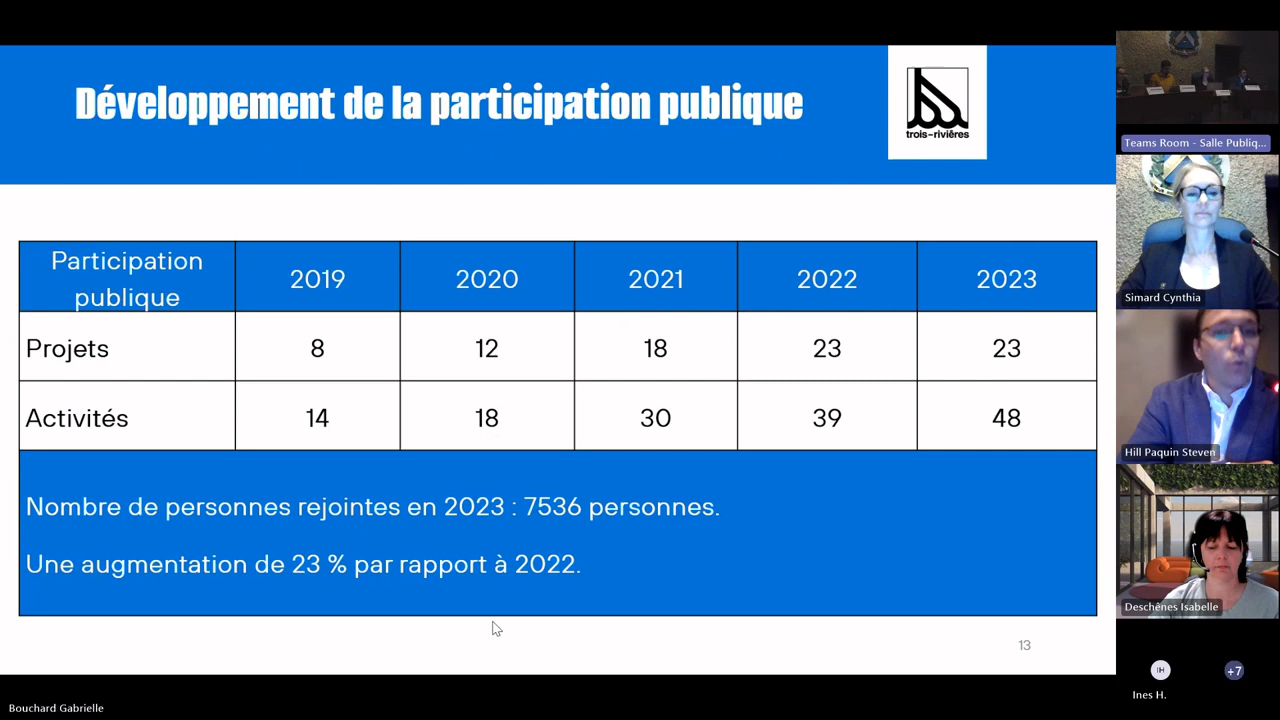 Développement de la participation publique
trois-rivières
Participation
publique
2019
2020
2021
2022
2023
Projets
8
12
18
23
23
Activités
14
18
30
39
48
Nombre de personnes rejointes en 2023 : 7536 personnes.
Une augmentation de 23 % par rapport à 2022.
13
Bouchard Gabrielle
Teams Room - Salle Publiq...
Simard Cynthia
Hill Paquin Steven
Deschênes Isabelle
IH
+7
Ines H.